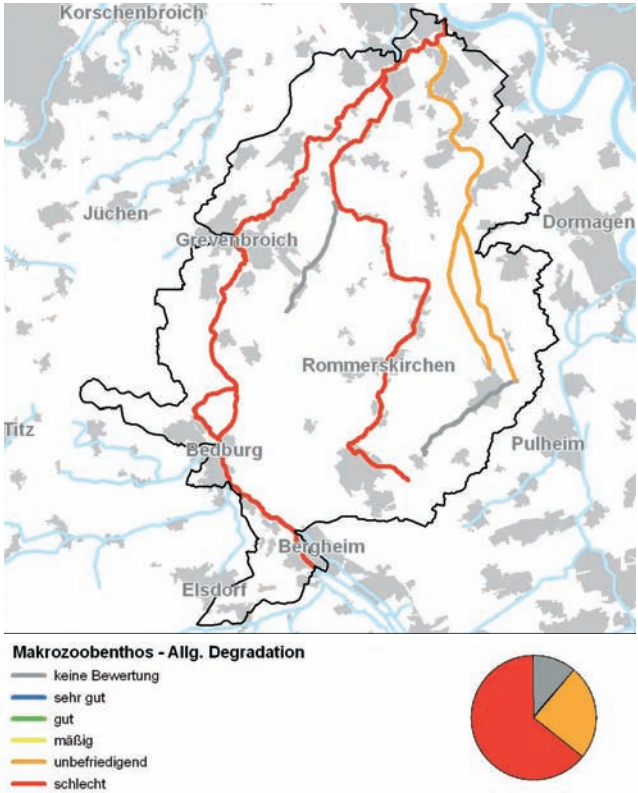 Korschenbroich
Jüchen
Dormagen
Grevenbroich
Rommerskirchen
Titz
Bedburg
Pulheim
Bergheim
Elsdorf
Makrozoobenthos - Allg. Degradation
keine Bewertung
sehr gut
gut
mäßig
unbefriedigend
schlecht